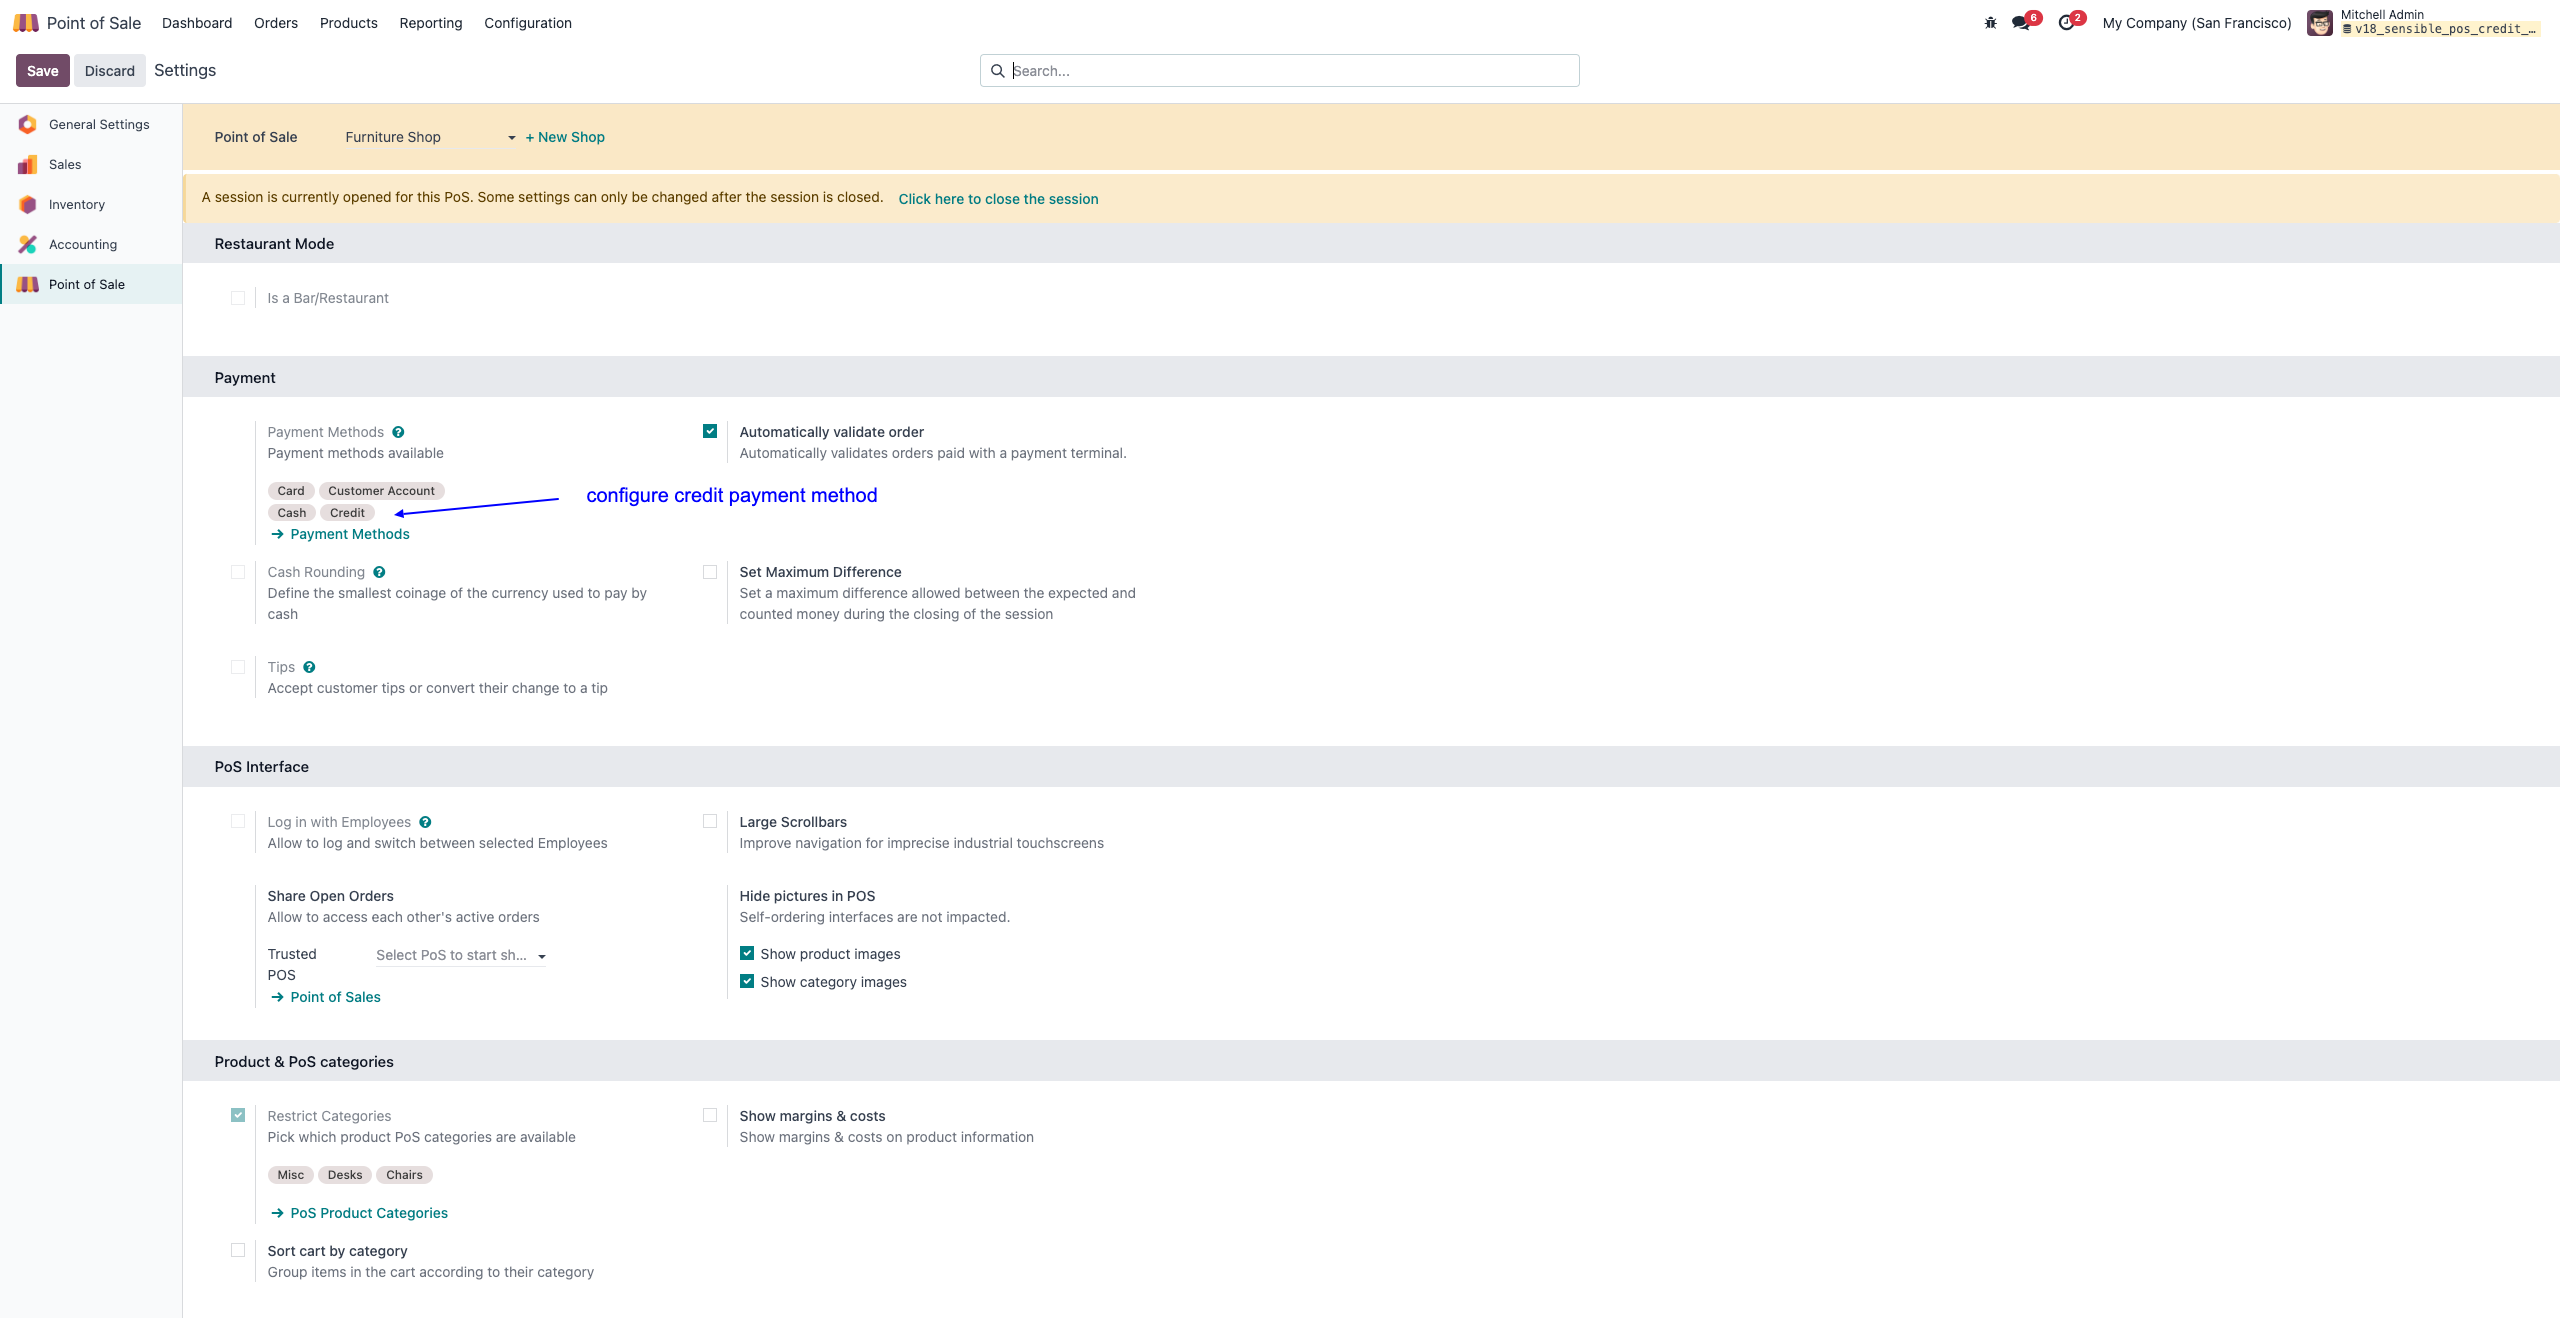 Point of Sale Dashboard Orders Products Reporting Configuration 6 2 My Company (San Francisco) Mitchell Admin
v18_sensible_pos_credit_...
Save Discard Settings Search...
General Settings
Sales
Inventory
Accounting
Point of Sale
Point of Sale Furniture Shop + New Shop
A session is currently opened for this PoS. Some settings can only be changed after the session is closed. Click here to close the session
Restaurant Mode
Is a Bar/Restaurant
Payment
Payment Methods ?
Payment methods available
Card Customer Account
Cash Credit
→ Payment Methods
configure credit payment method
Automatically validate order
Automatically validates orders paid with a payment terminal.
Cash Rounding ?
Define the smallest coinage of the currency used to pay by
cash
Set Maximum Difference
Set a maximum difference allowed between the expected and
counted money during the closing of the session
Tips ?
Accept customer tips or convert their change to a tip
PoS Interface
Log in with Employees ?
Allow to log and switch between selected Employees
Large Scrollbars
Improve navigation for imprecise industrial touchscreens
Share Open Orders
Allow to access each other's active orders
Trusted
POS
Select PoS to start sh...
→ Point of Sales
Hide pictures in POS
Self-ordering interfaces are not impacted.
Show product images
Show category images
Product & PoS categories
Restrict Categories
Pick which product PoS categories are available
Misc Desks Chairs
→ PoS Product Categories
Show margins & costs
Show margins & costs on product information
Sort cart by category
Group items in the cart according to their category